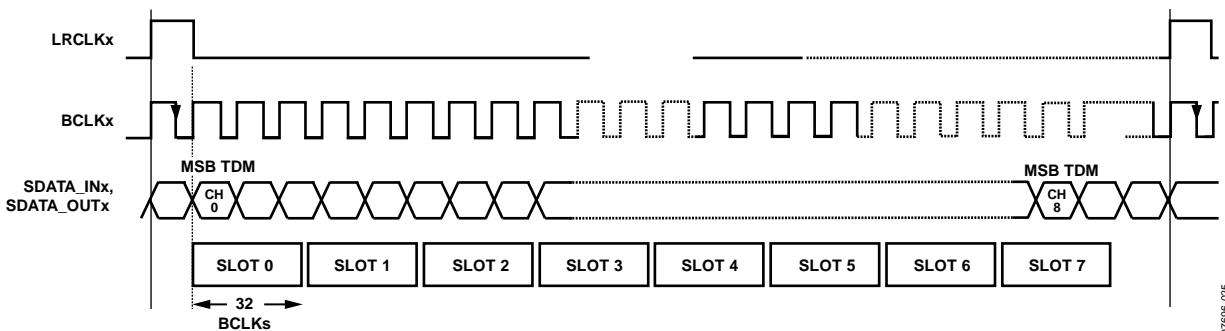 LRCLKx
BCLKx
MSB TDM
MSB TDM
SDATA_INx,
SDATA_OUTx
CH
0
CH
8
SLOT 0
SLOT 1
SLOT 2
SLOT 3
SLOT 4
SLOT 5
SLOT 6
SLOT 7
32
BCLKs